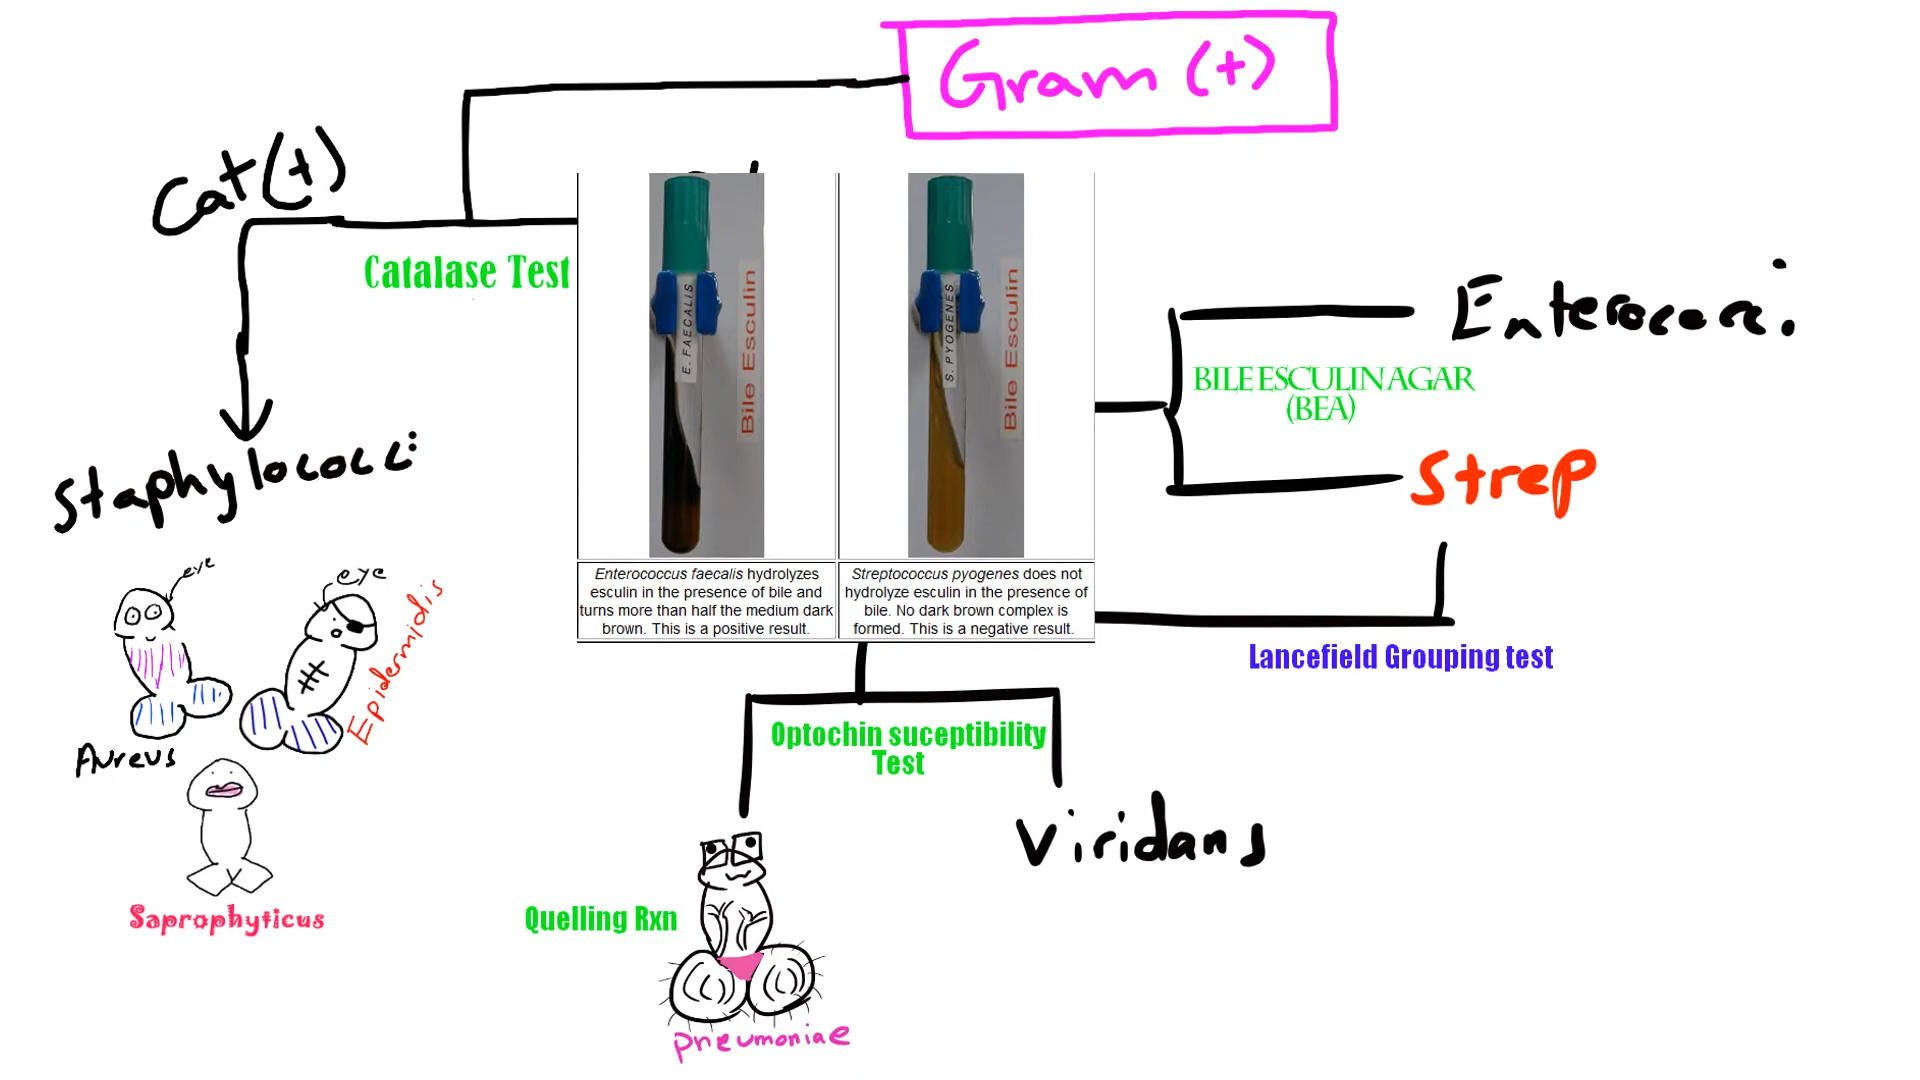 Gram (+)
Cat(+)
Catalase Test
E. FAECALIS
Bile Esculin
S. PYOGENES
Bile Esculin
Enterococci
BILE ESCULIN AGAR
(BEA)
Strep
Staphylococci
Enterococcus faecalis hydrolyzes
esculin in the presence of bile and
turns more than half the medium dark
brown. This is a positive result.
Streptococcus pyogenes does not
hydrolyze esculin in the presence of
bile. No dark brown complex is
formed. This is a negative result.
Lancefield Grouping test
eye
eye
Epidermidis
Aureus
Saprophyticus
Optochin suceptibility
Test
Viridans
Quelling Rxn
Pneumoniae